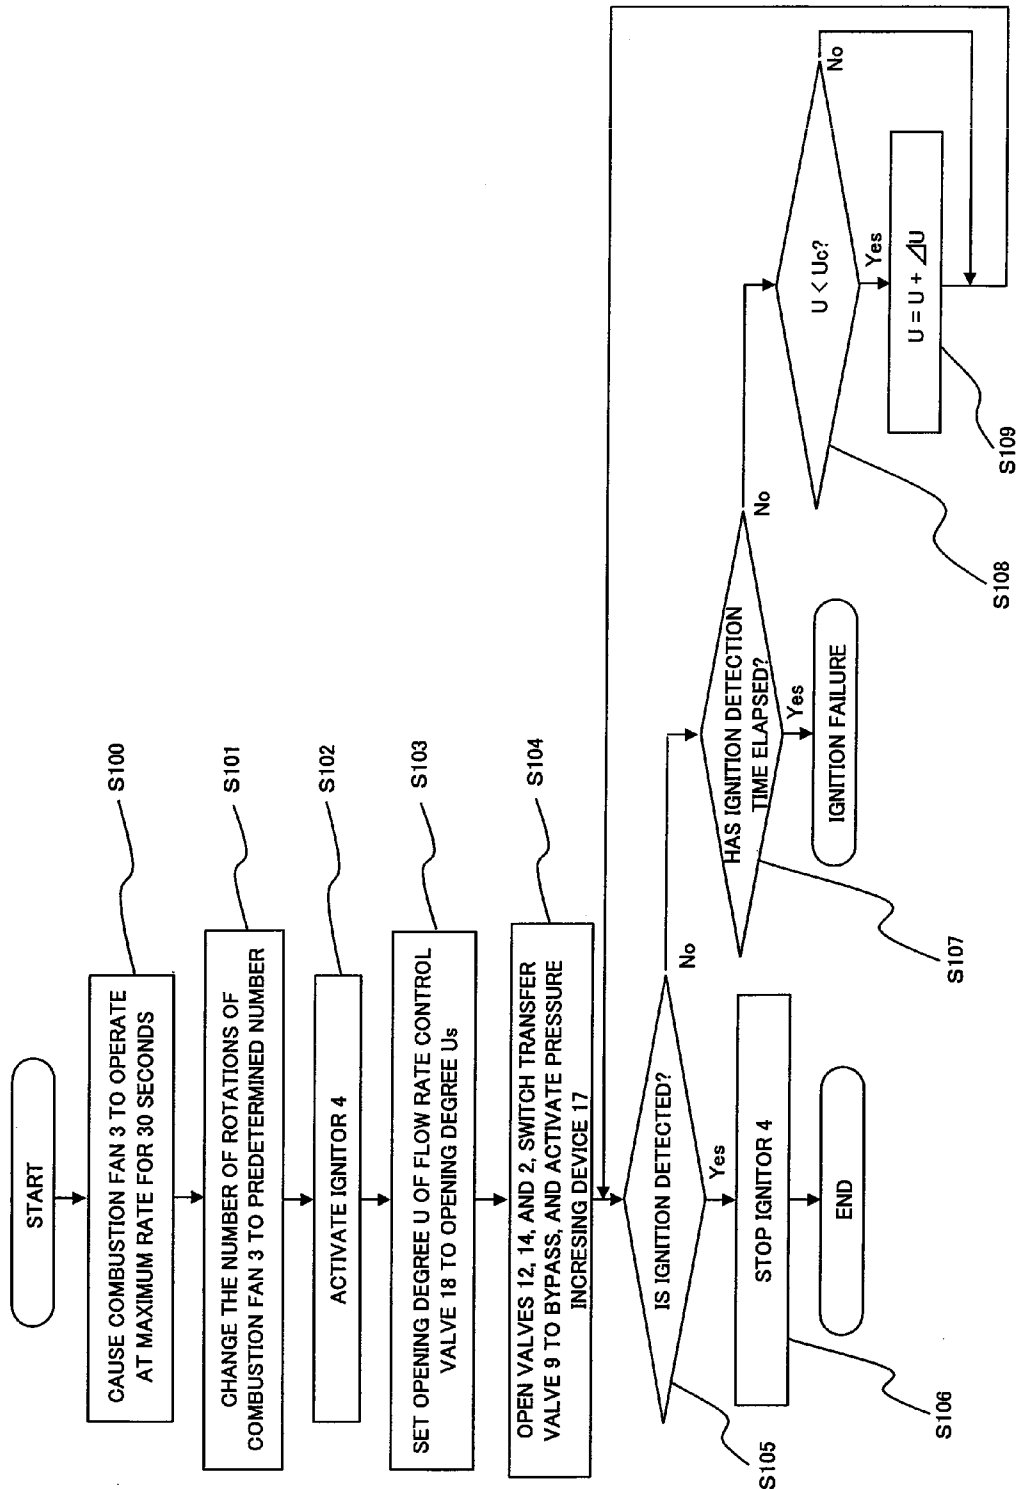 START
CAUSE COMBUSTION FAN 3 TO OPERATE
AT MAXIMUM RATE FOR 30 SECONDS
S100
CHANGE THE NUMBER OF ROTATIONS OF
COMBUSTION FAN 3 TO PREDETERMINED NUMBER
S101
ACTIVATE IGNITOR 4
S102
SET OPENING DEGREE U OF FLOW RATE CONTROL
VALVE 18 TO OPENING DEGREE Us
S103
OPEN VALVES 12, 14, AND 2, SWITCH TRANSFER
VALVE 9 TO BYPASS, AND ACTIVATE PRESSURE
INCRESING DEVICE 17
S104
IS IGNITION DETECTED?
No
Yes
S105
STOP IGNITOR 4
S106
END
HAS IGNITION DETECTION
TIME ELAPSED?
No
Yes
S107
IGNITION FAILURE
U < Uc?
No
Yes
S108
U = U + ⊿U
S109